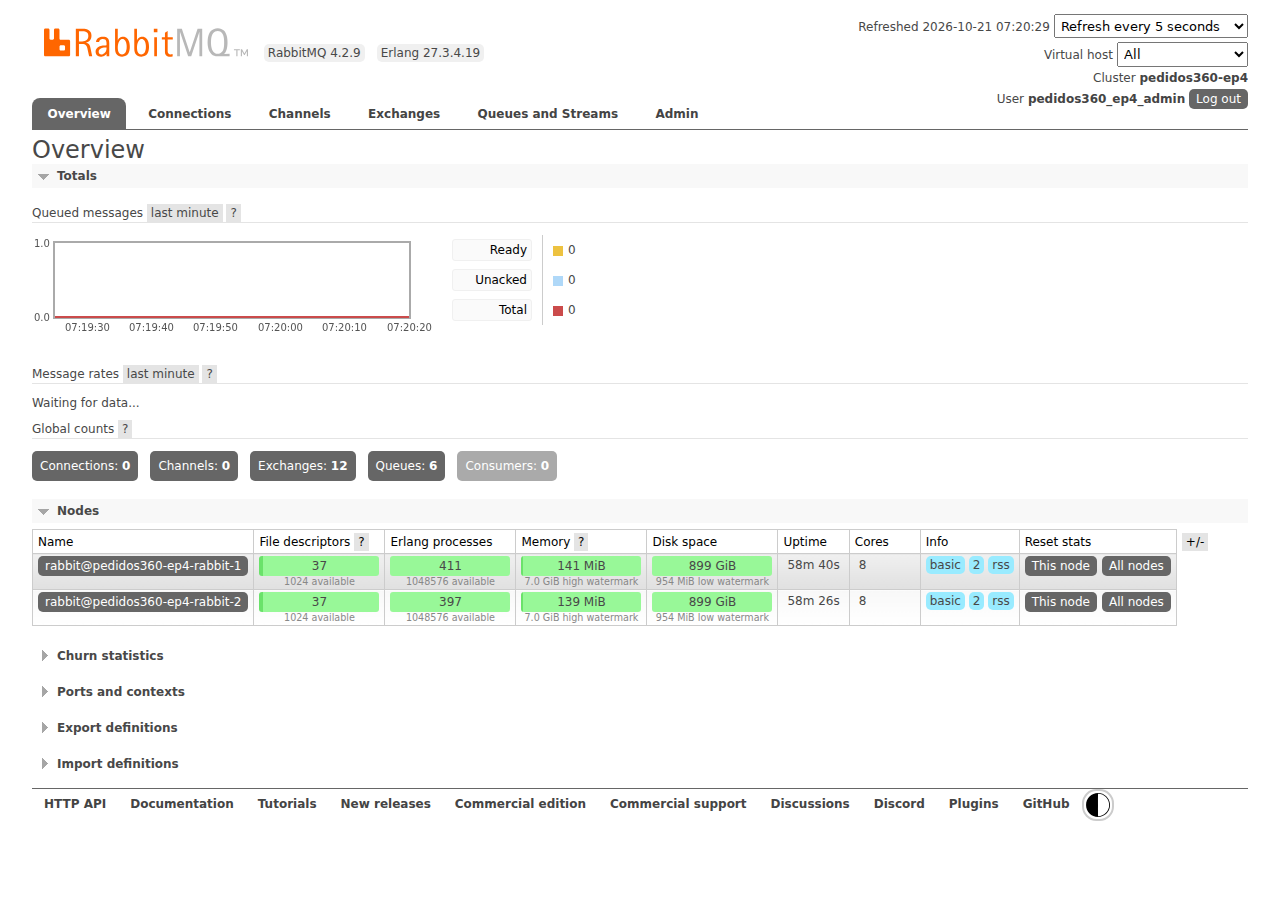 RabbitMQ TM RabbitMQ 4.2.9 Erlang 27.3.4.19
Refreshed 2026-10-21 07:20:29 Refresh every 5 seconds
Virtual host All
Cluster pedidos360-ep4
User pedidos360_ep4_admin Log out
Overview Connections Channels Exchanges Queues and Streams Admin
Overview
Totals
Queued messages last minute ?
1.0
0.0
07:19:30 07:19:40 07:19:50 07:20:00 07:20:10 07:20:20
Ready 0
Unacked 0
Total 0
Message rates last minute ?
Waiting for data...
Global counts ?
Connections: 0 Channels: 0 Exchanges: 12 Queues: 6 Consumers: 0
Nodes
Name File descriptors ? Erlang processes Memory ? Disk space Uptime Cores Info Reset stats +/-
rabbit@pedidos360-ep4-rabbit-1 37 411 141 MiB 899 GiB 58m 40s 8 basic 2 rss This node All nodes
1024 available 1048576 available 7.0 GiB high watermark 954 MiB low watermark
rabbit@pedidos360-ep4-rabbit-2 37 397 139 MiB 899 GiB 58m 26s 8 basic 2 rss This node All nodes
1024 available 1048576 available 7.0 GiB high watermark 954 MiB low watermark
Churn statistics
Ports and contexts
Export definitions
Import definitions
HTTP API Documentation Tutorials New releases Commercial edition Commercial support Discussions Discord Plugins GitHub